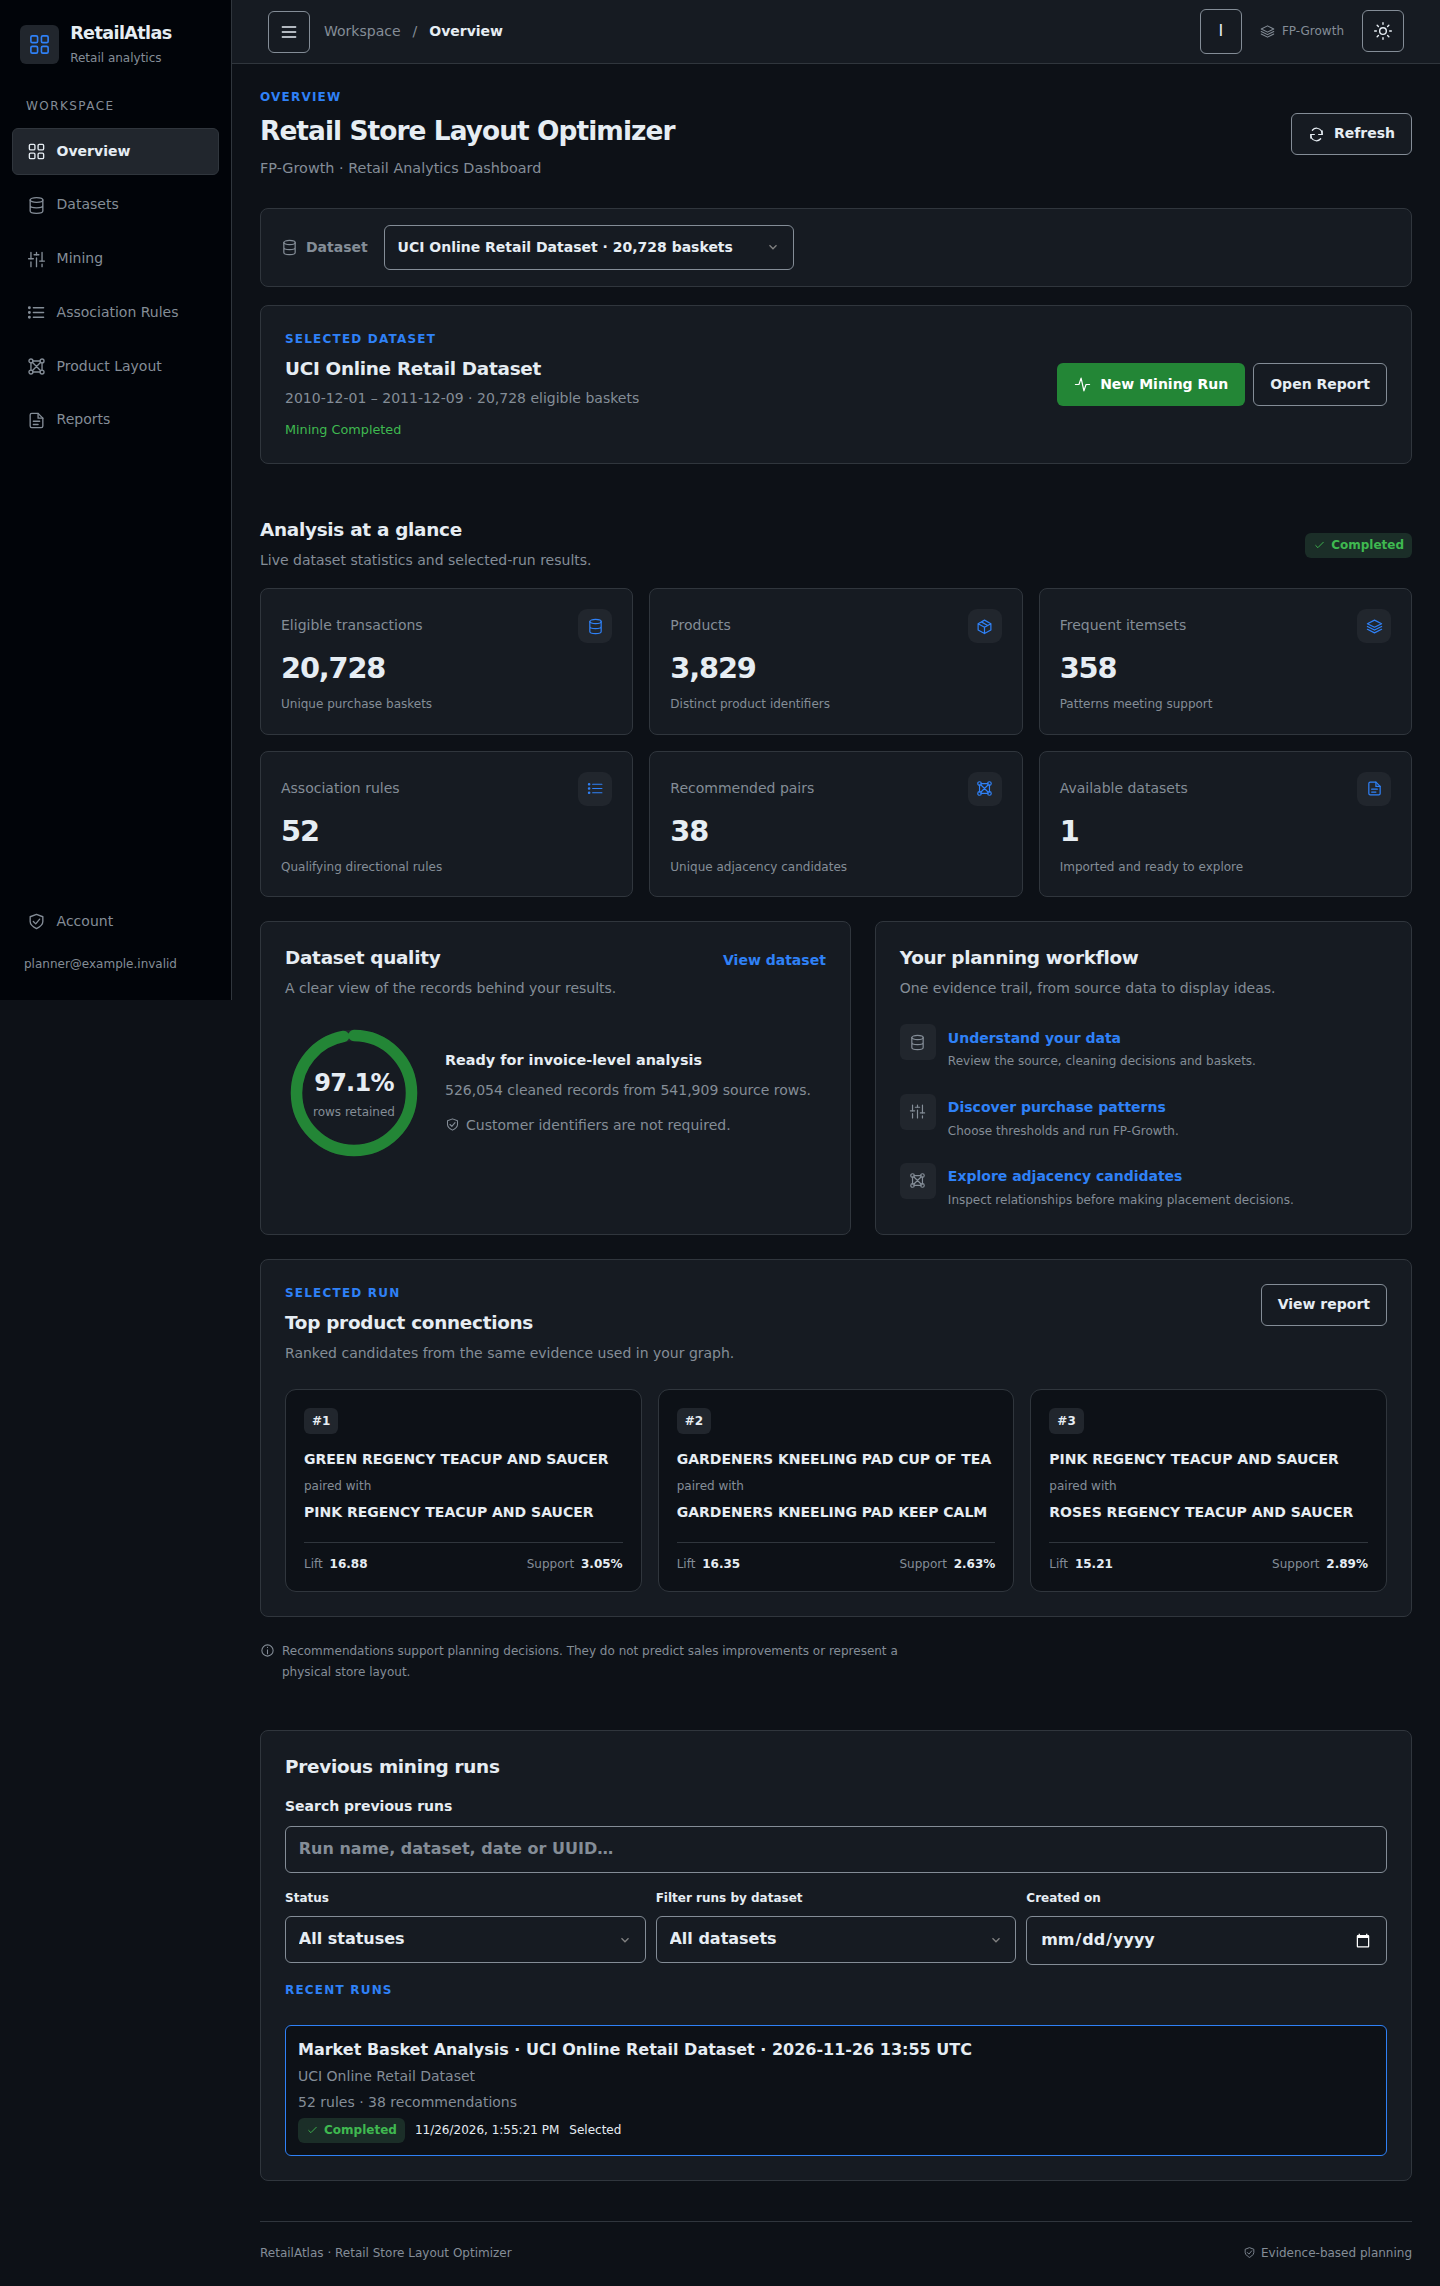 RetailAtlas
Retail analytics
WORKSPACE
Overview
Datasets
Mining
Association Rules
Product Layout
Reports
Account
planner@example.invalid
Workspace / Overview
I
FP-Growth
OVERVIEW
Retail Store Layout Optimizer
FP-Growth · Retail Analytics Dashboard
Refresh
Dataset
UCI Online Retail Dataset · 20,728 baskets
SELECTED DATASET
UCI Online Retail Dataset
2010-12-01 – 2011-12-09 · 20,728 eligible baskets
Mining Completed
New Mining Run
Open Report
Analysis at a glance
Live dataset statistics and selected-run results.
Completed
Eligible transactions
20,728
Unique purchase baskets
Products
3,829
Distinct product identifiers
Frequent itemsets
358
Patterns meeting support
Association rules
52
Qualifying directional rules
Recommended pairs
38
Unique adjacency candidates
Available datasets
1
Imported and ready to explore
Dataset quality
View dataset
A clear view of the records behind your results.
97.1%
rows retained
Ready for invoice-level analysis
526,054 cleaned records from 541,909 source rows.
Customer identifiers are not required.
Your planning workflow
One evidence trail, from source data to display ideas.
Understand your data
Review the source, cleaning decisions and baskets.
Discover purchase patterns
Choose thresholds and run FP-Growth.
Explore adjacency candidates
Inspect relationships before making placement decisions.
SELECTED RUN
Top product connections
Ranked candidates from the same evidence used in your graph.
View report
#1
GREEN REGENCY TEACUP AND SAUCER
paired with
PINK REGENCY TEACUP AND SAUCER
Lift 16.88
Support 3.05%
#2
GARDENERS KNEELING PAD CUP OF TEA
paired with
GARDENERS KNEELING PAD KEEP CALM
Lift 16.35
Support 2.63%
#3
PINK REGENCY TEACUP AND SAUCER
paired with
ROSES REGENCY TEACUP AND SAUCER
Lift 15.21
Support 2.89%
Recommendations support planning decisions. They do not predict sales improvements or represent a
physical store layout.
Previous mining runs
Search previous runs
Run name, dataset, date or UUID…
Status
All statuses
Filter runs by dataset
All datasets
Created on
mm/dd/yyyy
RECENT RUNS
Market Basket Analysis · UCI Online Retail Dataset · 2026-11-26 13:55 UTC
UCI Online Retail Dataset
52 rules · 38 recommendations
Completed
11/26/2026, 1:55:21 PM
Selected
RetailAtlas · Retail Store Layout Optimizer
Evidence-based planning